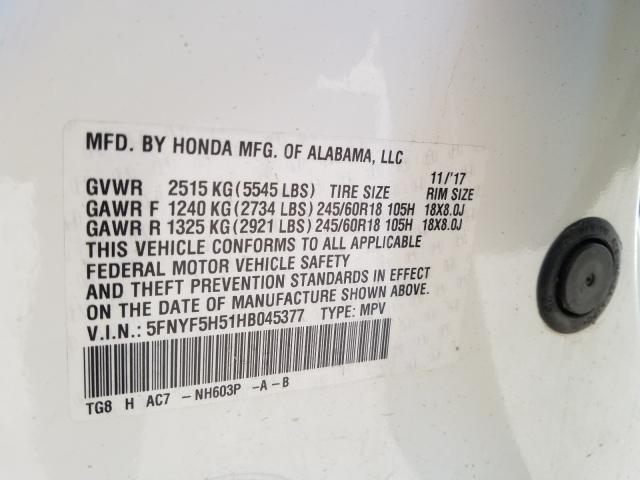 MFD. BY HONDA MFG. OF ALABAMA, LLC
11/'17
GVWR 2515 KG (5545 LBS) TIRE SIZE RIM SIZE
GAWR F 1240 KG (2734 LBS) 245/60R18 105H 18X8.0J
GAWR R 1325 KG (2921 LBS) 245/60R18 105H 18X8.0J
THIS VEHICLE CONFORMS TO ALL APPLICABLE
FEDERAL MOTOR VEHICLE SAFETY
AND THEFT PREVENTION STANDARDS IN EFFECT
ON THE DATE OF MANUFACTURE SHOWN ABOVE.
V.I.N.: 5FNYF5H51HB045377 TYPE: MPV
TG8 H AC7 - NH603P - A - B